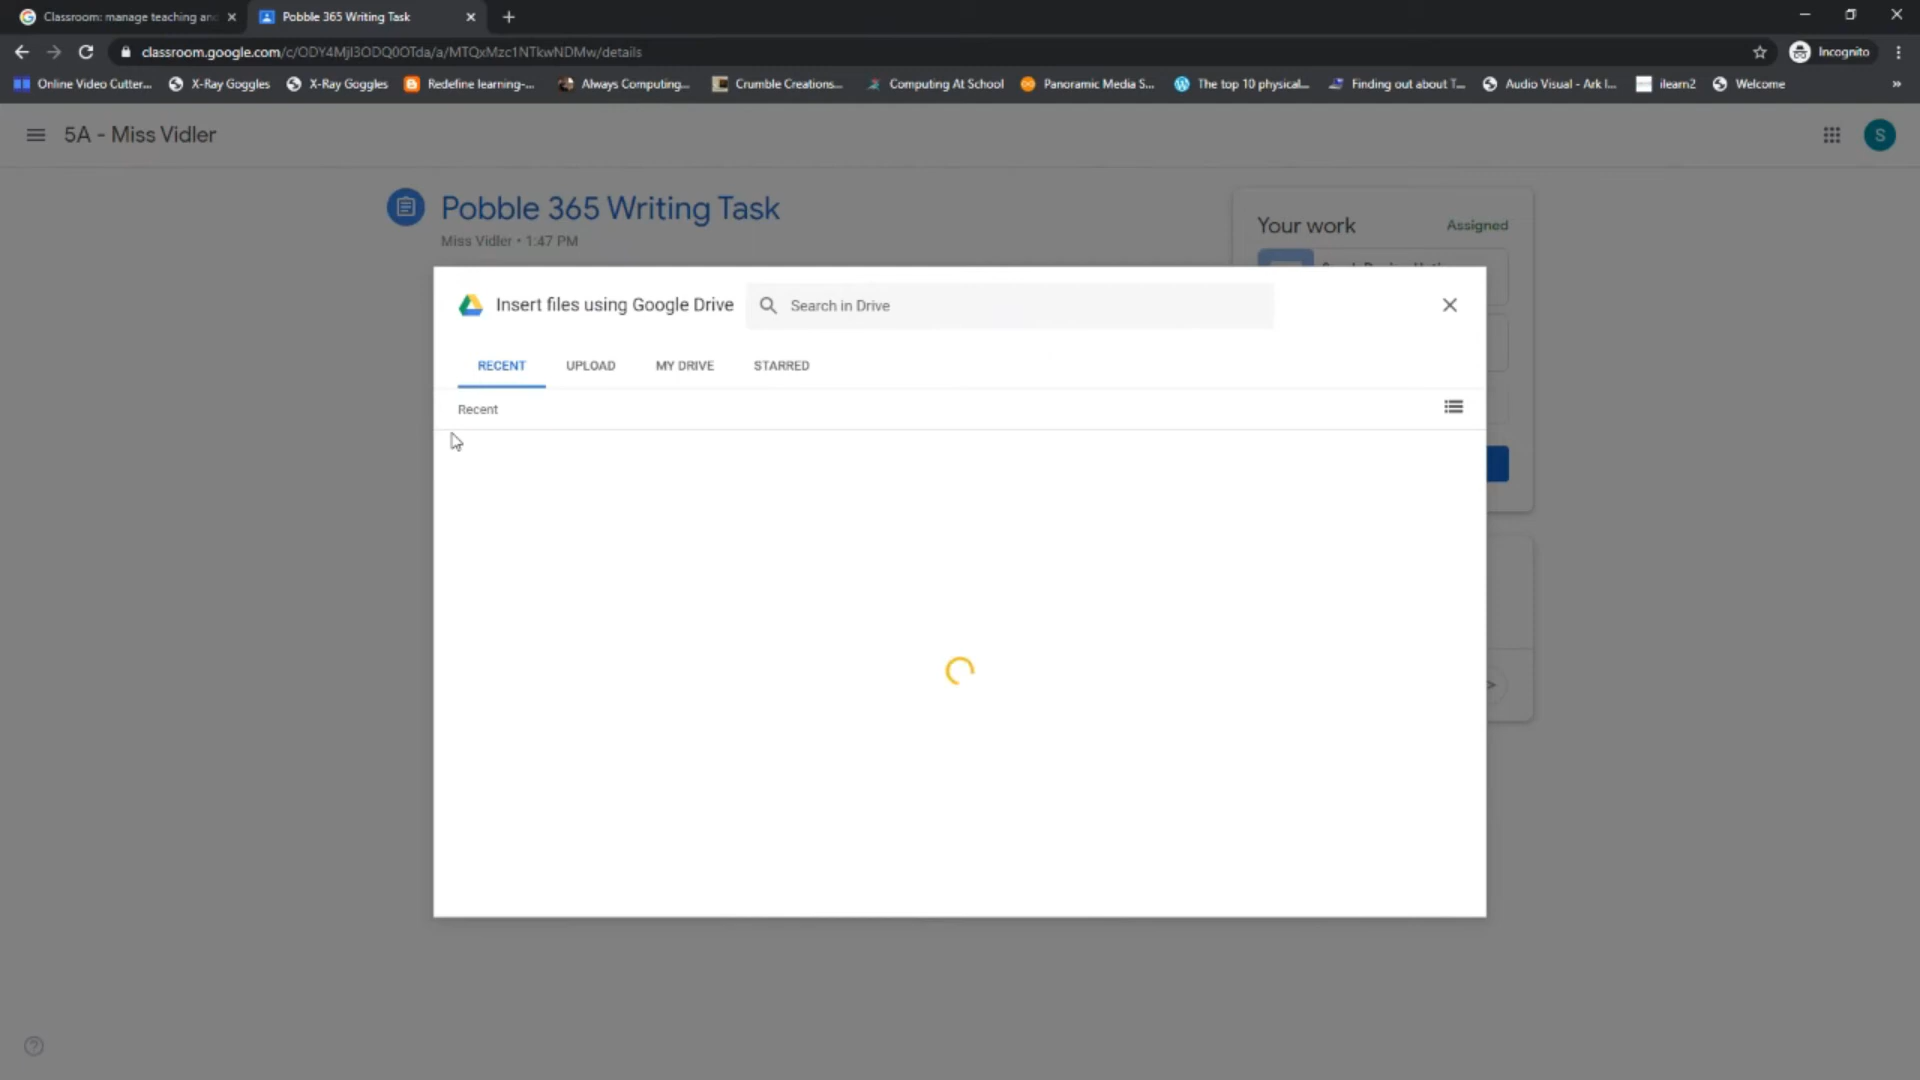 Classroom: manage teaching and
Pobble 365 Writing Task
classroom.google.com/c/ODY4MjI3ODQ0OTda/a/MTQxMzc1NTkwNDMw/details
Incognito
Online Video Cutter...
X-Ray Goggles
X-Ray Goggles
Redefine learning-...
Always Computing...
Crumble Creations...
Computing At School
Panoramic Media S...
The top 10 physical...
Finding out about T...
Audio Visual - Ark I...
ilearn2
Welcome
5A - Miss Vidler
S
Pobble 365 Writing Task
Miss Vidler • 1:47 PM
Your work
Assigned
Insert files using Google Drive
Search in Drive
RECENT
UPLOAD
MY DRIVE
STARRED
Recent